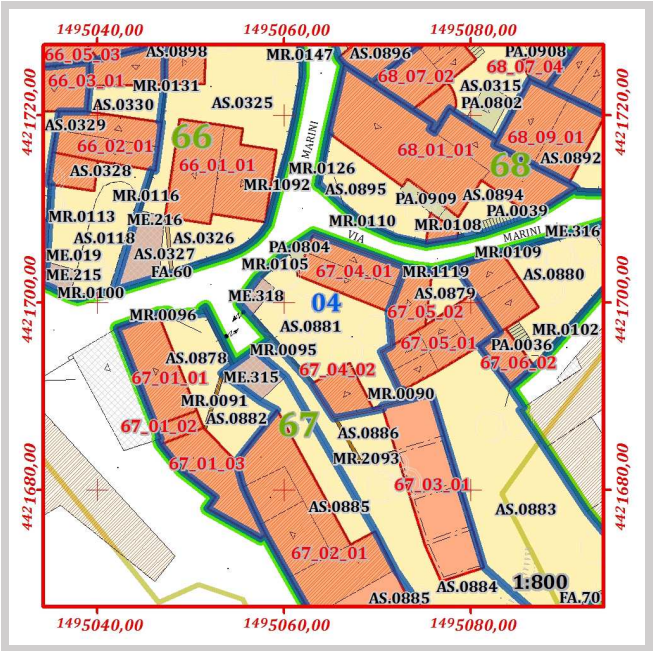 1495040,00 1495060,00 1495080,00
66_05_03 AS.0898 MR.0147 AS.0896 PA.0908
66_03_01 MR.0131 68_07_02 68_07_04
AS.0315
AS.0330 AS.0325 PA.0802
4421720,00 4421720,00
AS.0329 66 68_09_01
66_02_01 MARINI 68_01_01
AS.0328 66_01_01 MR.0126 68 AS.0892
MR.1092 AS.0895
MR.0116 PA.0909 AS.0894
MR.0113 ME.216 MR.0110 MR.0108 PA.0039
AS.0118 AS.0326 VIA MARINI ME.316
ME.019 AS.0327 PA.0804 MR.0109
ME.215 FA.60 MR.0105 67_04_01 MR.1119 AS.0880
MR.0100 ME.318 04 AS.0879
4421700,00 4421700,00
MR.0096 67_05_02
AS.0881 MR.0102
AS.0878 MR.0095 67_05_01 PA.0036
67_01_01 ME.315 67_04_02 67_06_02
MR.0091 MR.0090
AS.0882
67_01_02 67 AS.0886
67_01_03 MR.2093
67_03_01
4421680,00 4421680,00
AS.0885 AS.0883
67_02_01
AS.0884 1:800
AS.0885 FA.70
1495040,00 1495060,00 1495080,00